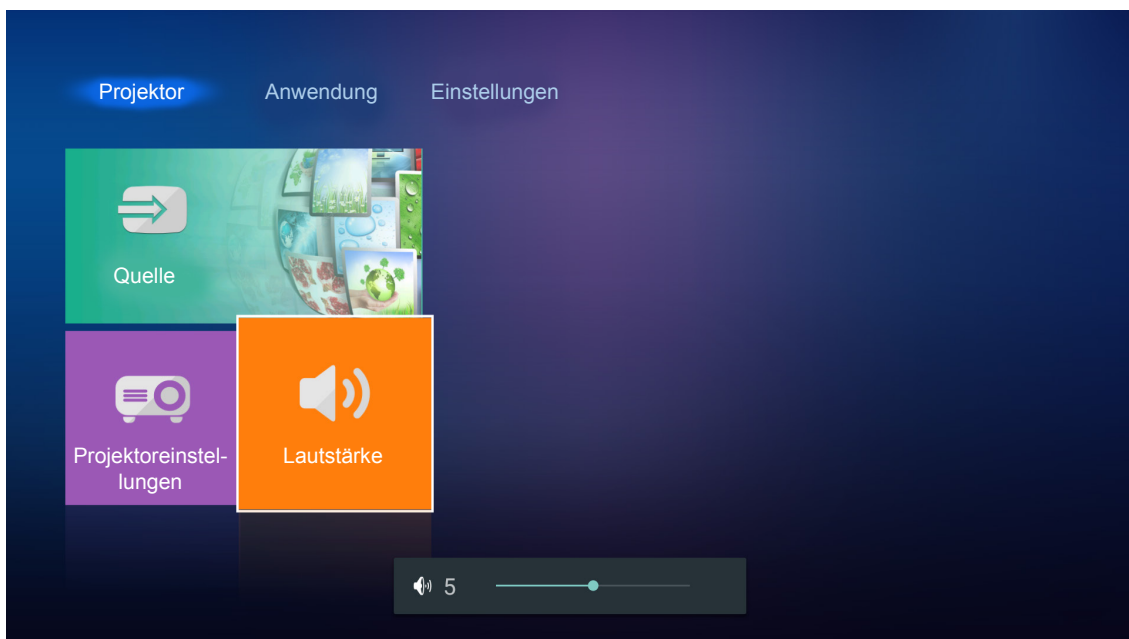 Projektor Anwendung Einstellungen
Quelle
Projektoreinstel-
lungen
Lautstärke
5